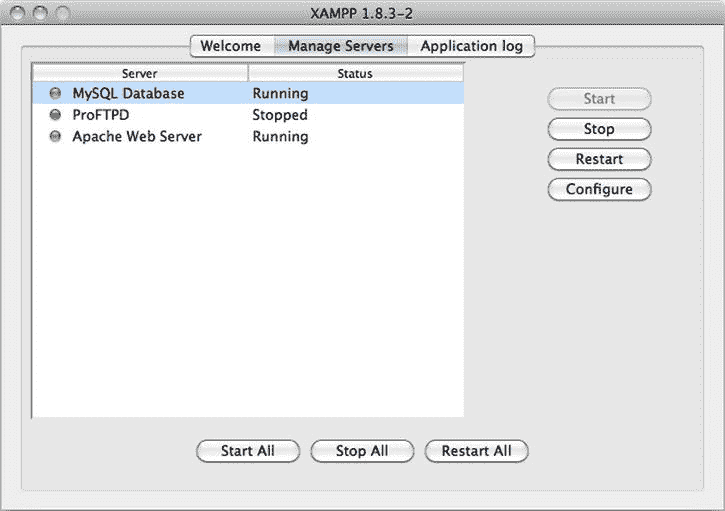 XAMPP 1.8.3-2
Welcome Manage Servers Application log
Server Status
MySQL Database Running
ProFTPD Stopped
Apache Web Server Running
Start
Stop
Restart
Configure
Start All Stop All Restart All